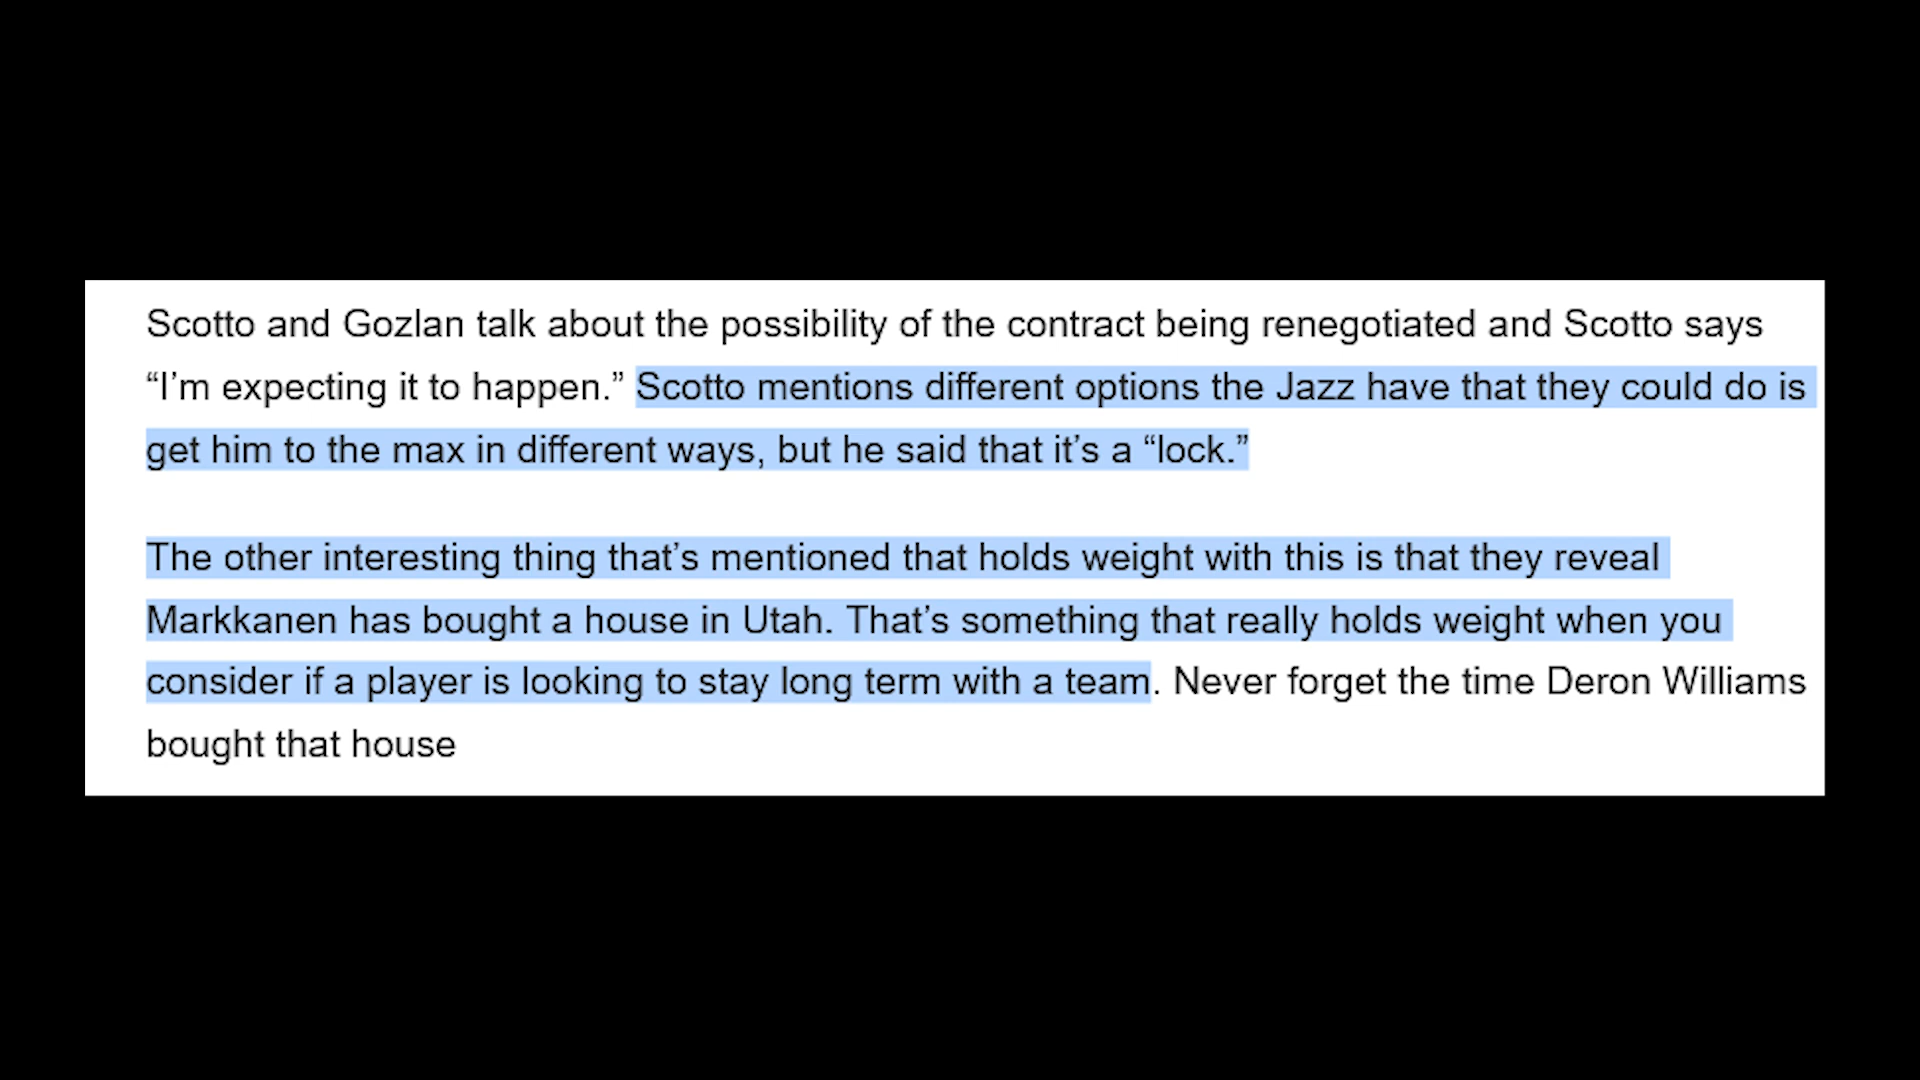 Scotto and Gozlan talk about the possibility of the contract being renegotiated and Scotto says
“I’m expecting it to happen.” Scotto mentions different options the Jazz have that they could do is
get him to the max in different ways, but he said that it’s a “lock.”
The other interesting thing that’s mentioned that holds weight with this is that they reveal
Markkanen has bought a house in Utah. That’s something that really holds weight when you
consider if a player is looking to stay long term with a team. Never forget the time Deron Williams
bought that house